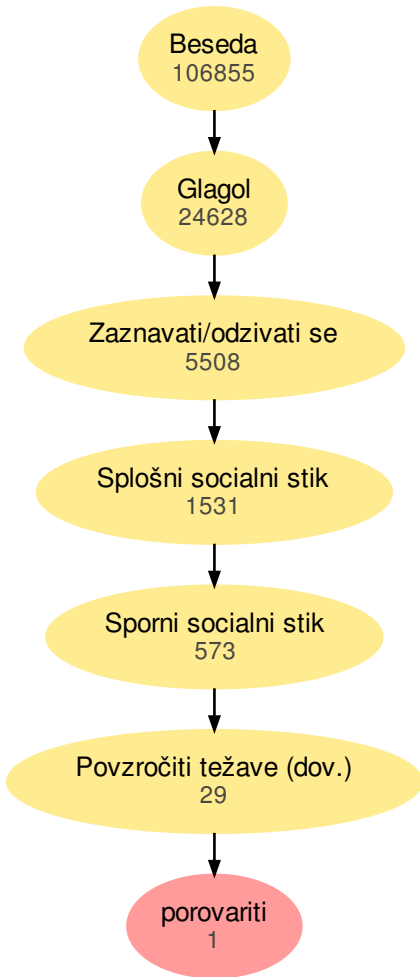 Beseda
106855
Glagol
24628
Zaznavati/odzivati se
5508
Splošni socialni stik
1531
Sporni socialni stik
573
Povzročiti težave (dov.)
29
porovariti
1